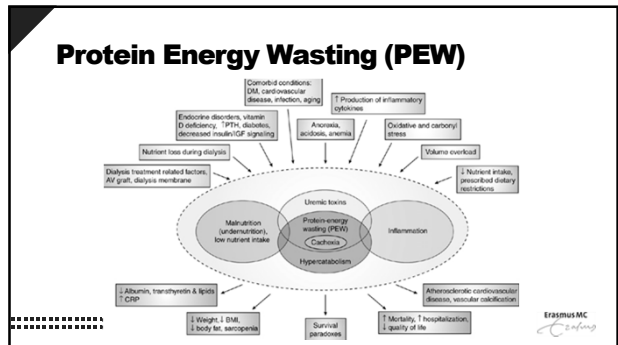 Protein Energy Wasting (PEW)
Comorbid conditions:
DM, cardiovascular
disease, infection, aging
↑ Production of inflammatory
cytokines
Endocrine disorders, vitamin
D deficiency, ↑PTH, diabetes,
decreased insulin/IGF signaling
Anorexia,
acidosis, anemia
Oxidative and carbonyl
stress
Nutrient loss during dialysis
Volume overload
Dialysis treatment related factors,
AV graft, dialysis membrane
↓ Nutrient intake,
prescribed dietary
restrictions
Uremic toxins
Malnutrition
(undernutrition),
low nutrient intake
Protein-energy
wasting (PEW)
Cachexia
Inflammation
Hypercatabolism
↓ Albumin, transthyretin & lipids
↑ CRP
Atherosclerotic cardiovascular
disease, vascular calcification
↓ Weight, ↓ BMI,
↓ body fat, sarcopenia
Survival
paradoxes
↑ Mortality, ↑ hospitalization,
↓ quality of life
Erasmus MC
Erasmus